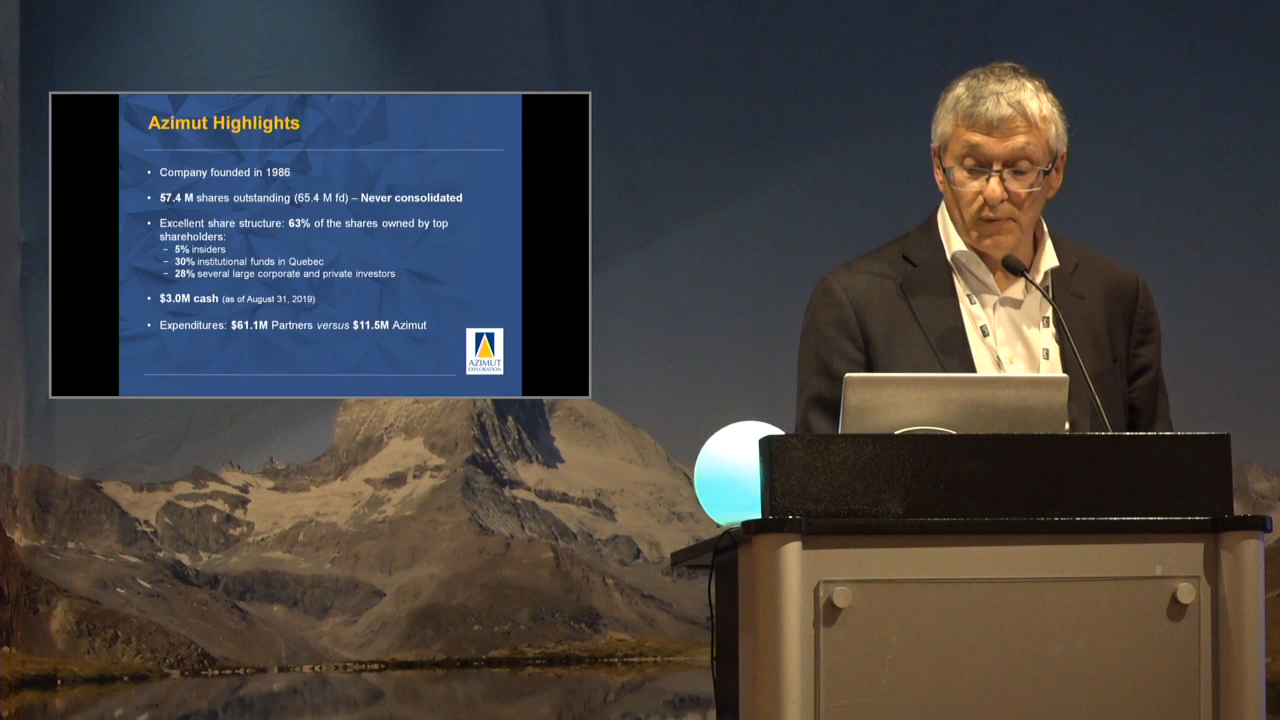 Azimut Highlights
• Company founded in 1986
• 57.4 M shares outstanding (65.4 M fd) – Never consolidated
• Excellent share structure: 63% of the shares owned by top
shareholders:
– 5% insiders
– 30% institutional funds in Quebec
– 28% several large corporate and private investors
• $3.0M cash (as of August 31, 2019)
• Expenditures: $61.1M Partners versus $11.5M Azimut
AZIMUT
EXPLORATION